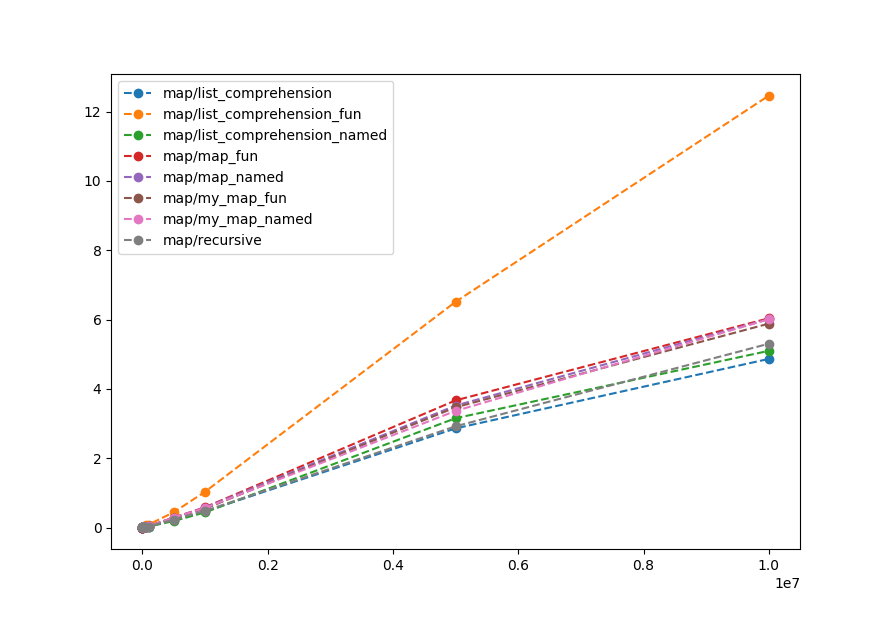 map/list_comprehension
map/list_comprehension_fun
map/list_comprehension_named
map/map_fun
map/map_named
map/my_map_fun
map/my_map_named
map/recursive
12
10
8
6
4
2
0
0.0 0.2 0.4 0.6 0.8 1.0
1e7